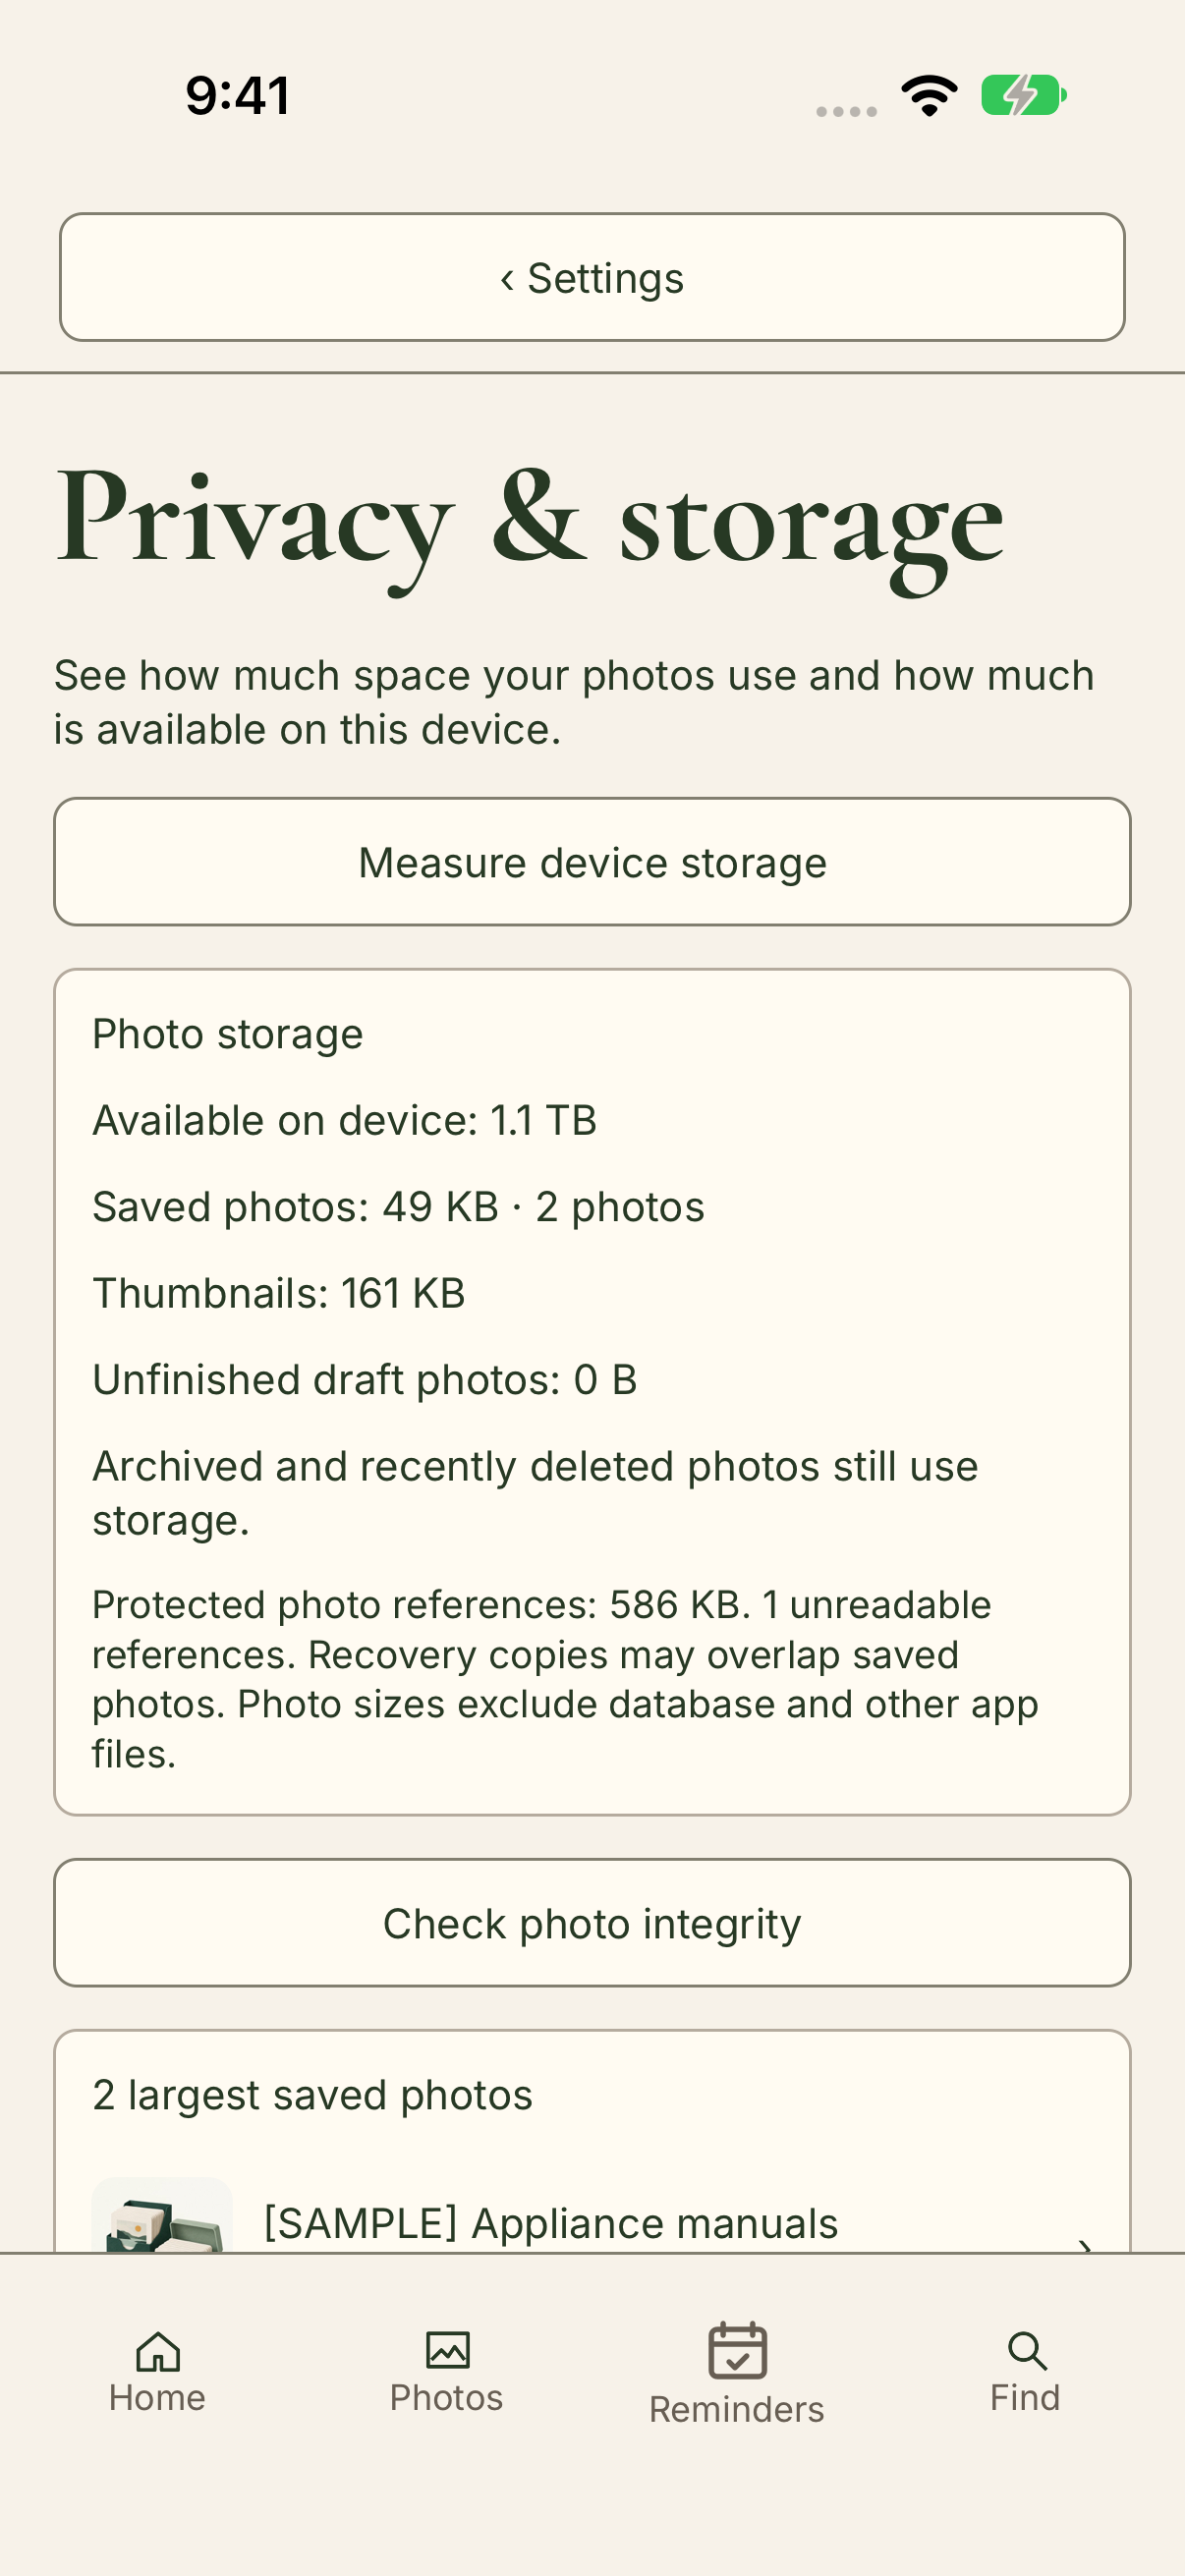 9:41
‹ Settings
Privacy & storage
See how much space your photos use and how much
is available on this device.
Measure device storage
Photo storage
Available on device: 1.1 TB
Saved photos: 49 KB · 2 photos
Thumbnails: 161 KB
Unfinished draft photos: 0 B
Archived and recently deleted photos still use
storage.
Protected photo references: 586 KB. 1 unreadable
references. Recovery copies may overlap saved
photos. Photo sizes exclude database and other app
files.
Check photo integrity
2 largest saved photos
[SAMPLE] Appliance manuals
›
Home
Photos
Reminders
Find